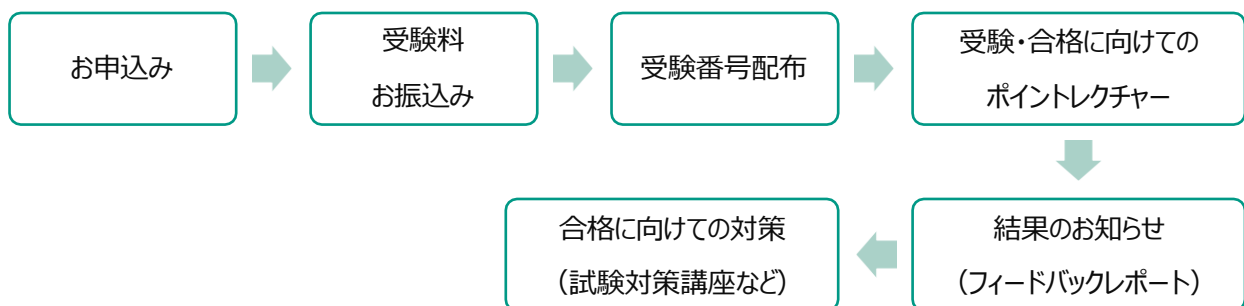 お申込み
受験料
お振込み
受験番号配布
受験・合格に向けての
ポイントレクチャー
結果のお知らせ
（フィードバックレポート）
合格に向けての対策
（試験対策講座など）